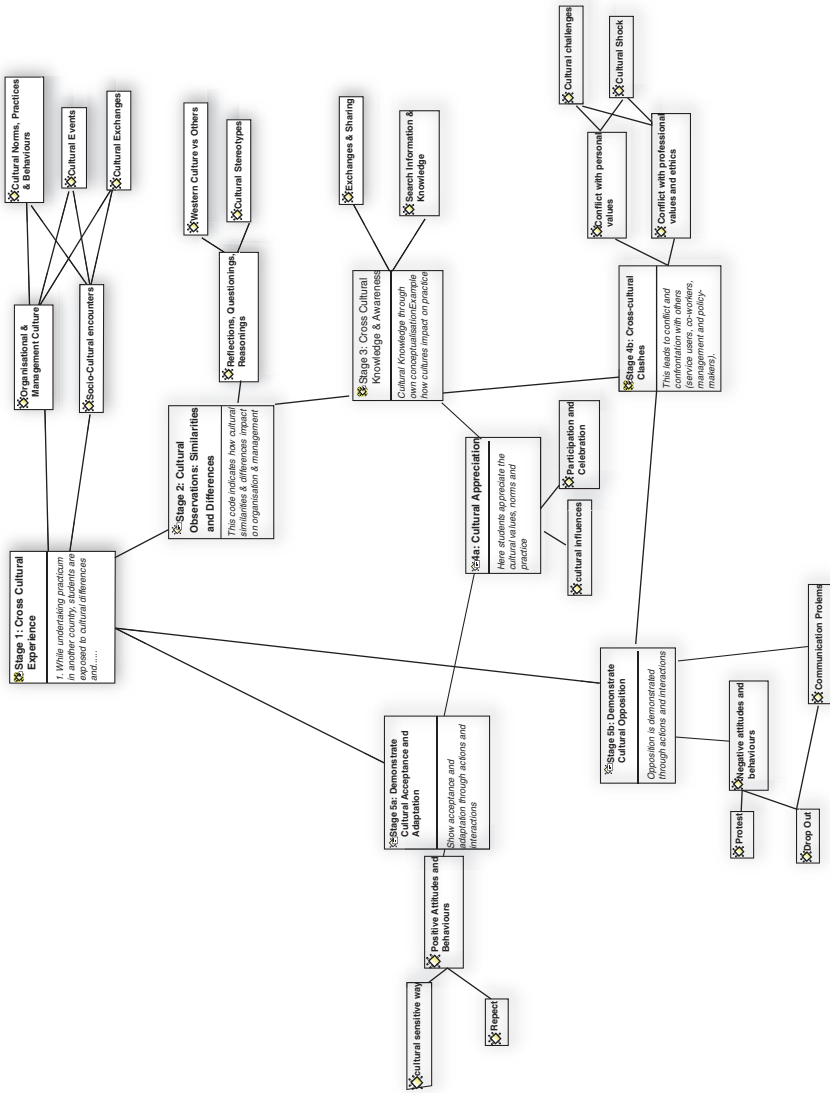 Stage 1: Cross Cultural
Experience
1. While undertaking practicum
in another country, students are
exposed to cultural differences
and......
Organisational &
Management Culture
Socio-Cultural encounters
Cultural Norms, Practices
& Behaviours
Cultural Events
Cultural Exchanges
Stage 2: Cultural
Observations: Similarities
and Differences
This code indicates how cultural
similarities & differences impact
on organisation & management
Reflections, Questionings,
Reasonings
Western Culture vs Others
Cultural Stereotypes
Stage 3: Cross Cultural
Knowledge & Awareness
Cultural Knowledge through
own conceptualisationExample
how cultures impact on practice
Exchanges & Sharing
Search Information &
Knowledge
4a: Cultural Appreciation
Here students appreciate the
cultural values, norms and
practice
cultural influences
Participation and
Celebration
Stage 4b: Cross-cultural
Clashes
This leads to conflict and
confrontation with others
(service users, co-workers,
management and policy-
makers),
Conflict with personal
values
Conflict with professional
values and ethics
Cultural challenges
Cultural Shock
Stage 5a: Demonstrate
Cultural Acceptance and
Adaptation
Show acceptance and
adaptation through actions and
interactions
Positive Attitudes and
Behaviours
cultural sensitive way
Repect
Stage 5b: Demonstrate
Cultural Opposition
Opposition is demonstrated
through actions and interactions
Negative attitudes and
behaviours
Protest
Drop Out
Communication Prolems